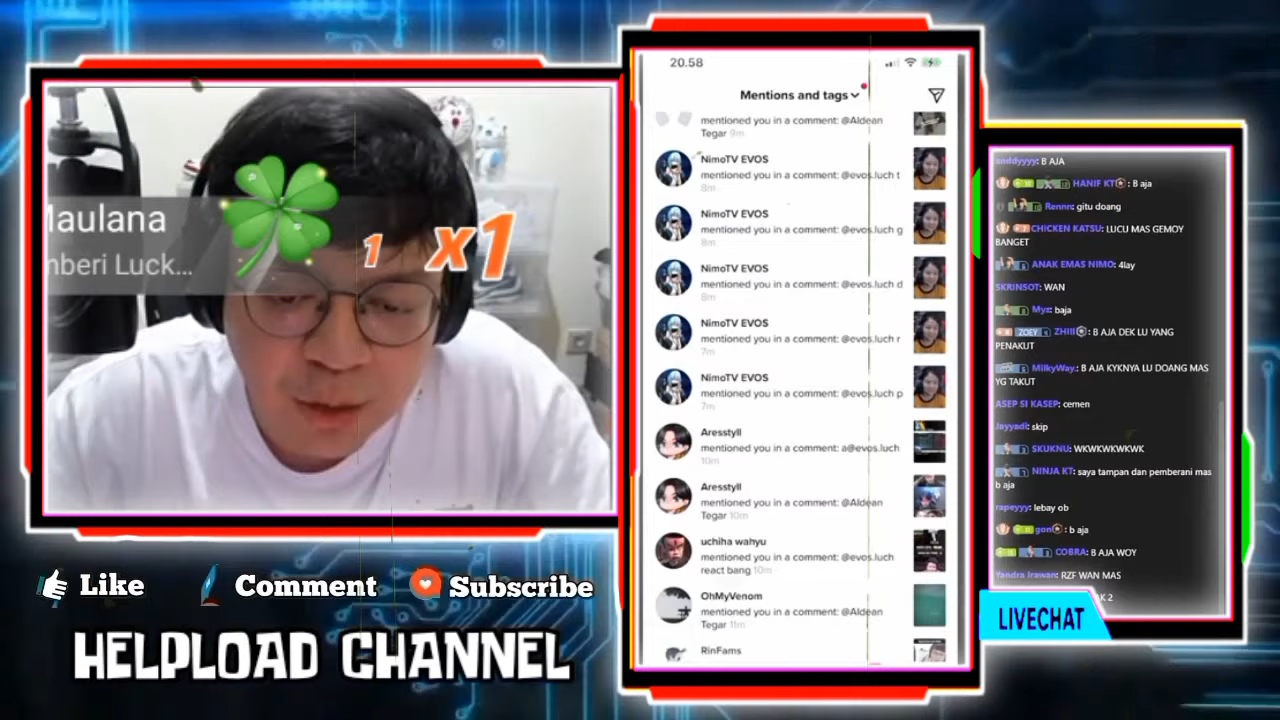 Maulana
mberi Luck...
1 x1
Like
Comment
Subscribe
HELPLOAD CHANNEL
20.58
Mentions and tags
mentioned you in a comment: @Aldean
Tegar 9m
NimoTV EVOS
mentioned you in a comment: @evos.luch t
8m
NimoTV EVOS
mentioned you in a comment: @evos.luch g
8m
NimoTV EVOS
mentioned you in a comment: @evos.luch d
8m
NimoTV EVOS
mentioned you in a comment: @evos.luch r
7m
NimoTV EVOS
mentioned you in a comment: @evos.luch p
7m
Aresstyll
mentioned you in a comment: a@evos.luch
10m
Aresstyll
mentioned you in a comment: @Aldean
Tegar 10m
uchiha wahyu
mentioned you in a comment: @evos.luch
react bang 10m
OhMyVenom
mentioned you in a comment: @Aldean
Tegar 11m
RinFams
anddyyyy: B AJA
HANIF KT: B aja
Rennn: gitu doang
CHICKEN KATSU: LUCU MAS GEMOY
BANGET
ANAK EMAS NIMO: 4lay
SKRINSOT: WAN
Myz: baja
ZOEY ZHIII: B AJA DEK LU YANG
PENAKUT
MilkyWay.: B AJA KYKNYA LU DOANG MAS
YG TAKUT
ASEP SI KASEP: cemen
Jayyadi: skip
SKUKNU: WKWKWKWKWK
NINJA KT: saya tampan dan pemberani mas
b aja
rapeyyy: lebay ob
gon: b aja
COBRA: B AJA WOY
Yandra Irawan: RZF WAN MAS
AK 2
LIVECHAT